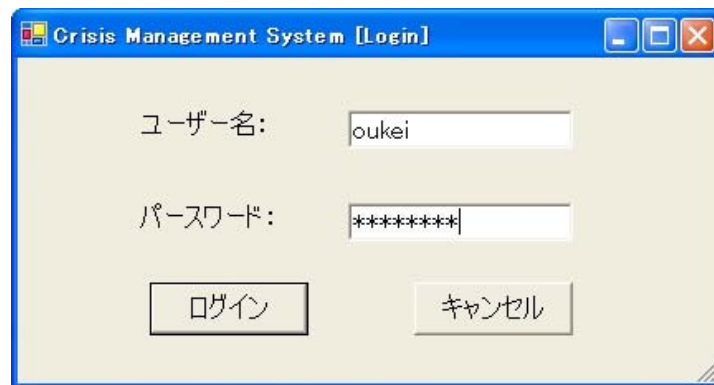 Crisis Management System [Login]
ユーザー名: oukei
パースワード: ********
ログイン キャンセル